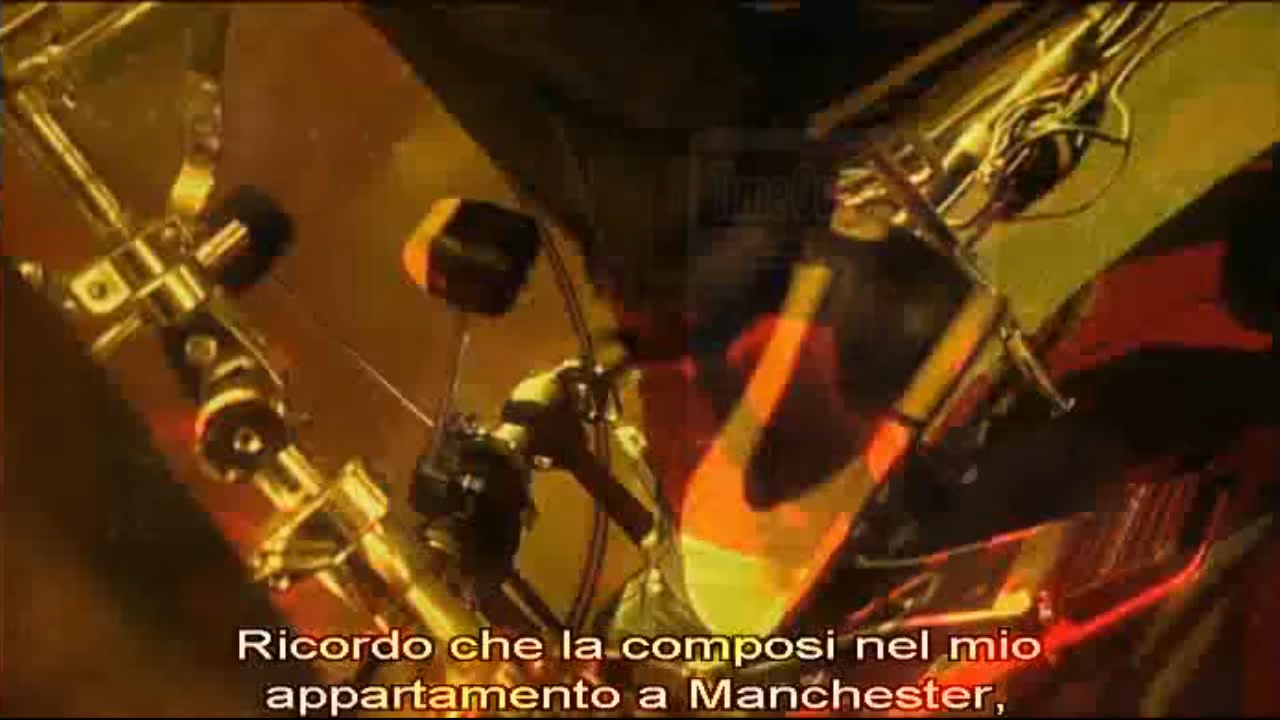 Ricordo che la composi nel mio
appartamento a Manchester,